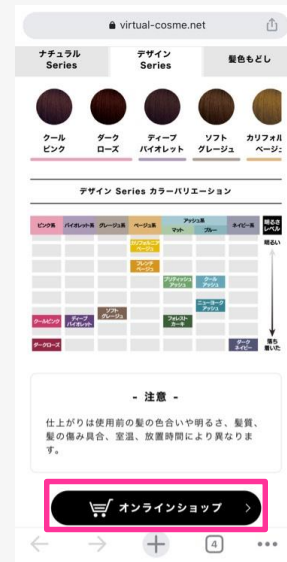 virtual-cosme.net
ナチュラル
Series
デザイン
Series
髪色もどし
クール
ピンク
ダーク
ローズ
ディープ
バイオレット
ソフト
グレージュ
カリフォル
ベージュ
デザイン Series カラーバリエーション
ピンク系
バイオレット系
グレージュ系
ベージュ系
アッシュ系
マット
ブルー
ネイビー系
明るさ
レベル
カリフォルニア
ベージュ
明るい
フレンチ
ベージュ
ブリティッシュ
アッシュ
クール
アッシュ
ソフト
グレージュ
ニューヨーク
アッシュ
クールピンク
ディープ
バイオレット
フォレスト
カーキ
ダークローズ
ダーク
ネイビー
落ち
着いた
- 注意 -
仕上がりは使用前の髪の色合いや明るさ、髪質、
髪の傷み具合、室温、放置時間により異なりま
す。
オンラインショップ
4